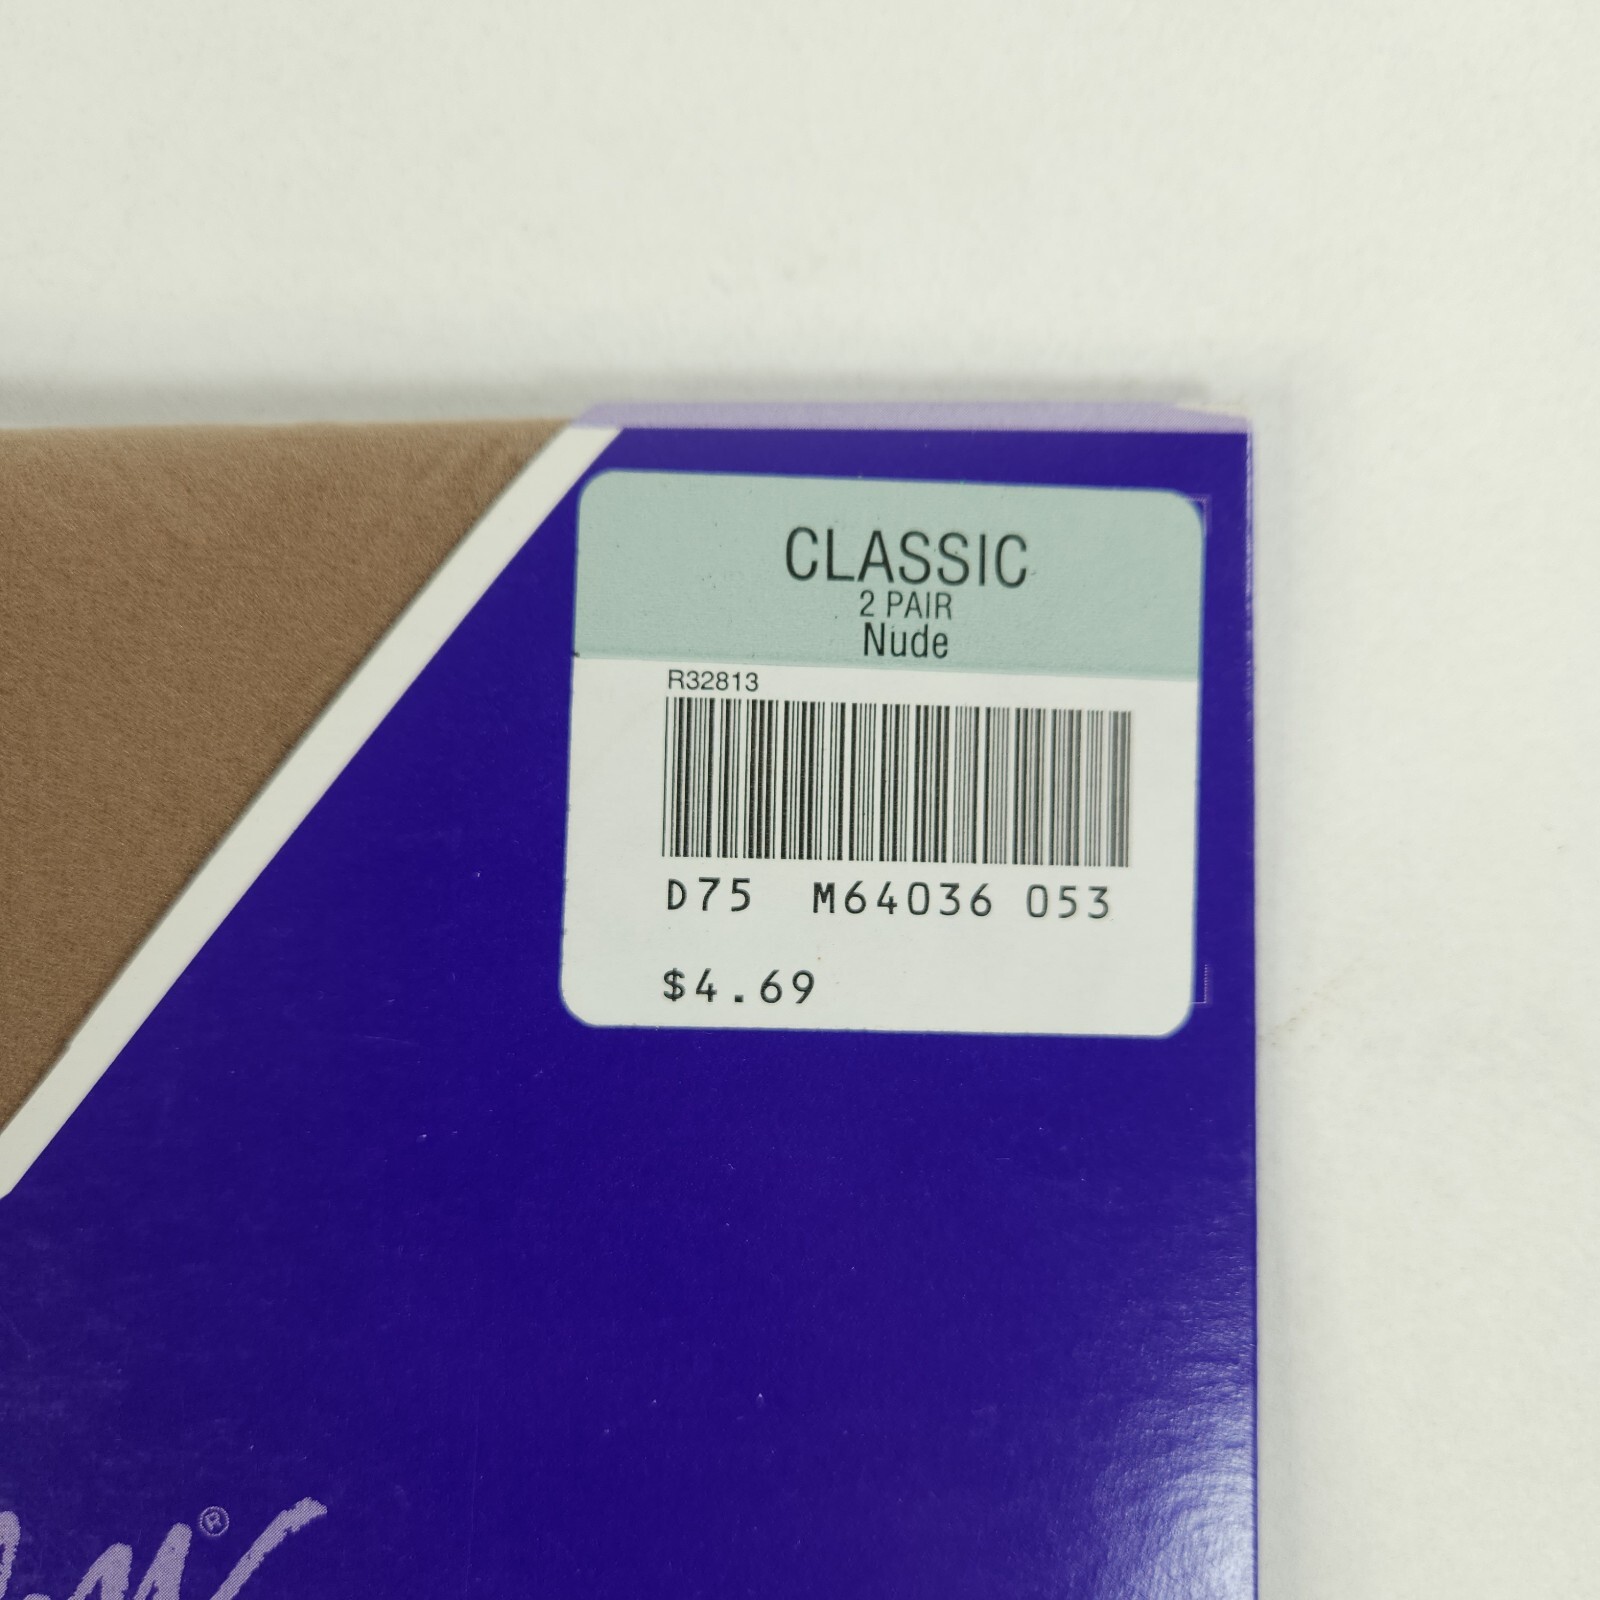 CLASSIC
2 PAIR
Nude
R32813
D75 M64036 053
$4.69
®